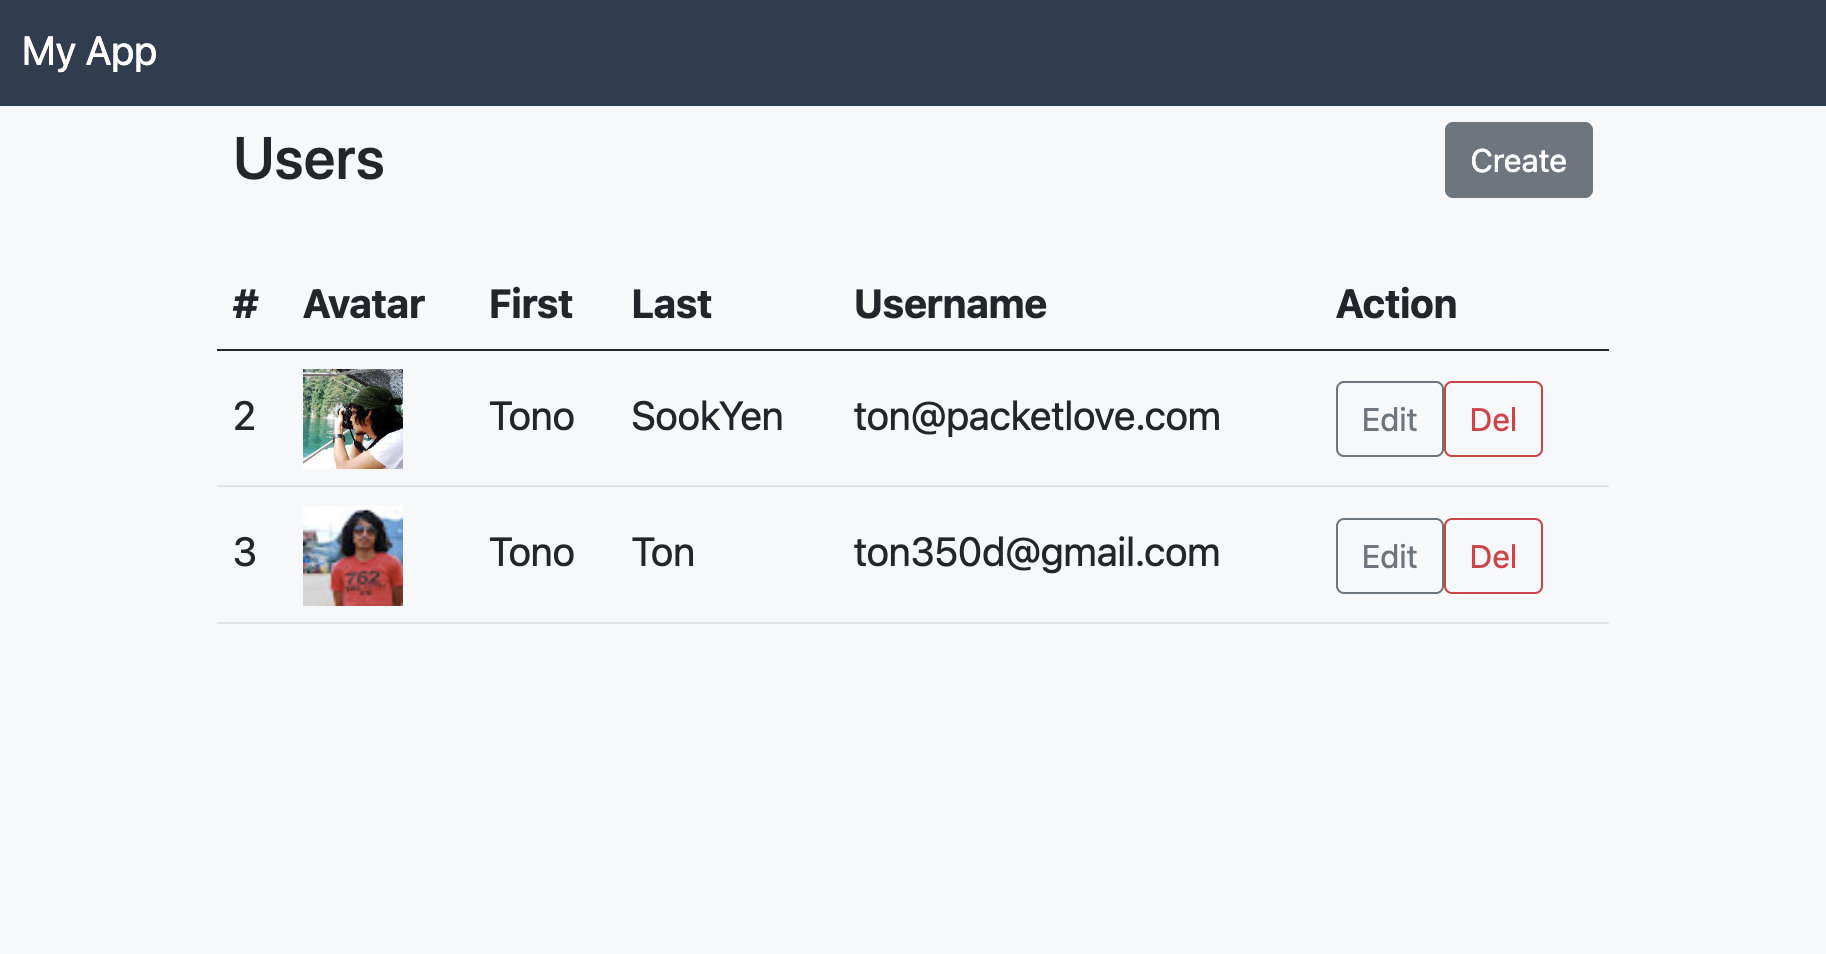 My App
Users
Create
# Avatar First Last Username Action
2 Tono SookYen ton@packetlove.com Edit Del
762
3 Tono Ton ton350d@gmail.com Edit Del